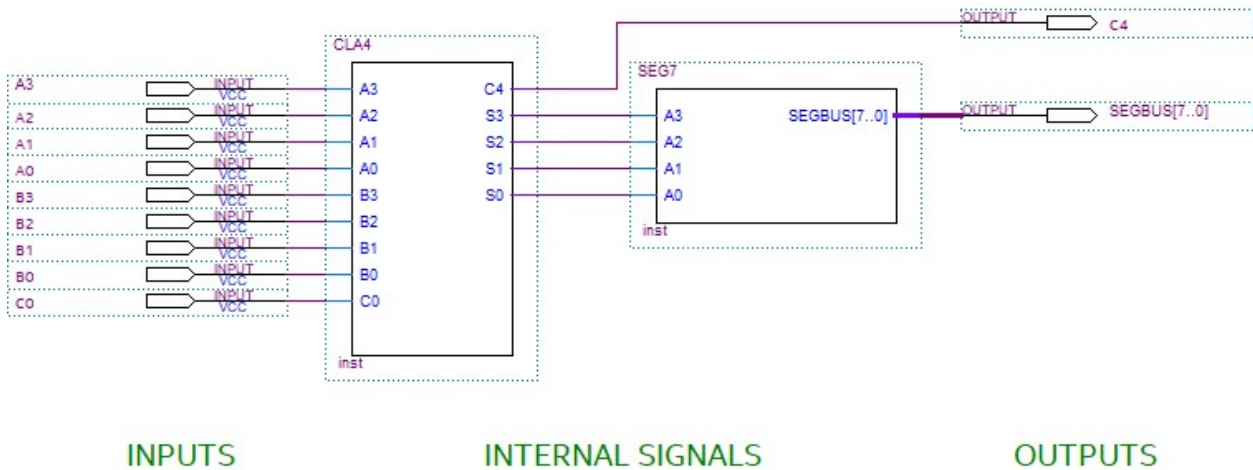 OUTPUT C4
CLA4
SEG7
A3 INPUT VCC A3 C4
A2 INPUT VCC A2 S3 A3 SEGBUS[7..0] OUTPUT SEGBUS[7..0]
A1 INPUT VCC A1 S2 A2
A0 INPUT VCC A0 S1 A1
B3 INPUT VCC B3 S0 A0
B2 INPUT VCC B2
inst
B1 INPUT VCC B1
B0 INPUT VCC B0
C0 INPUT VCC C0
inst
INPUTS INTERNAL SIGNALS OUTPUTS